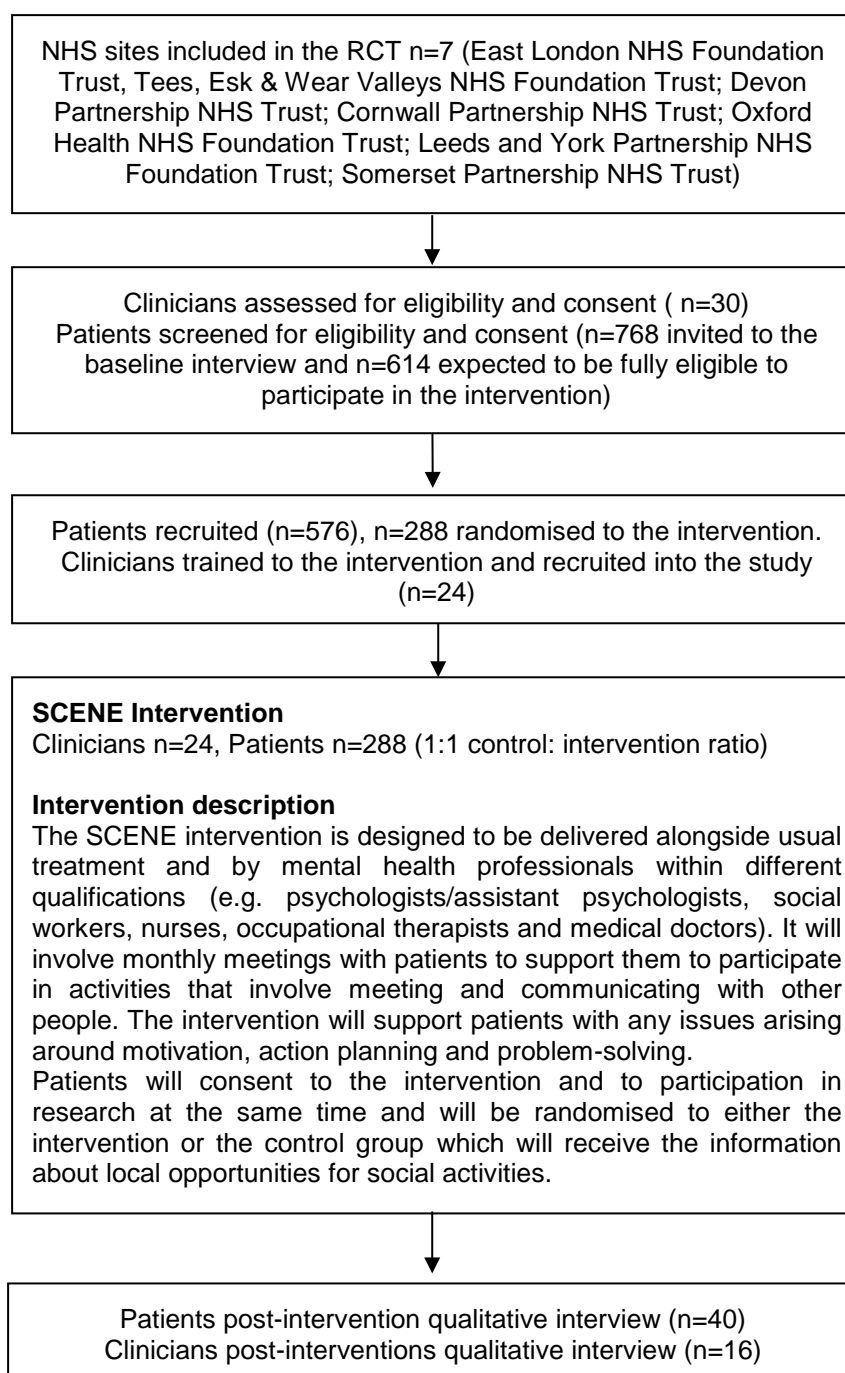 NHS sites included in the RCT n=7 (East London NHS Foundation
Trust, Tees, Esk & Wear Valleys NHS Foundation Trust; Devon
Partnership NHS Trust; Cornwall Partnership NHS Trust; Oxford
Health NHS Foundation Trust; Leeds and York Partnership NHS
Foundation Trust; Somerset Partnership NHS Trust)
Clinicians assessed for eligibility and consent ( n=30)
Patients screened for eligibility and consent (n=768 invited to the
baseline interview and n=614 expected to be fully eligible to
participate in the intervention)
Patients recruited (n=576), n=288 randomised to the intervention.
Clinicians trained to the intervention and recruited into the study
(n=24)
SCENE Intervention
Clinicians n=24, Patients n=288 (1:1 control: intervention ratio)
Intervention description
The SCENE intervention is designed to be delivered alongside usual
treatment and by mental health professionals within different
qualifications (e.g. psychologists/assistant psychologists, social
workers, nurses, occupational therapists and medical doctors). It will
involve monthly meetings with patients to support them to participate
in activities that involve meeting and communicating with other
people. The intervention will support patients with any issues arising
around motivation, action planning and problem-solving.
Patients will consent to the intervention and to participation in
research at the same time and will be randomised to either the
intervention or the control group which will receive the information
about local opportunities for social activities.
Patients post-intervention qualitative interview (n=40)
Clinicians post-interventions qualitative interview (n=16)